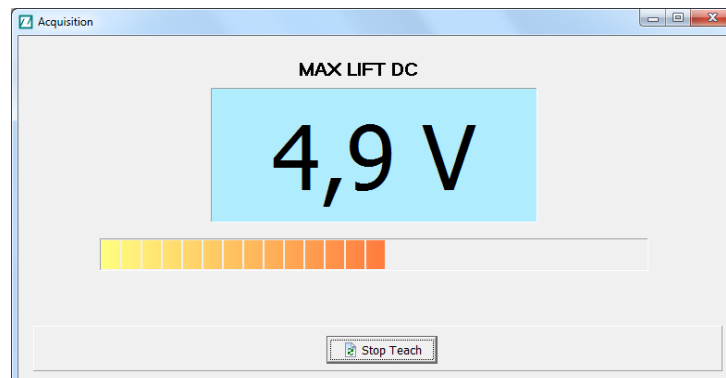 Acquisition
MAX LIFT DC
4,9 V
Stop Teach